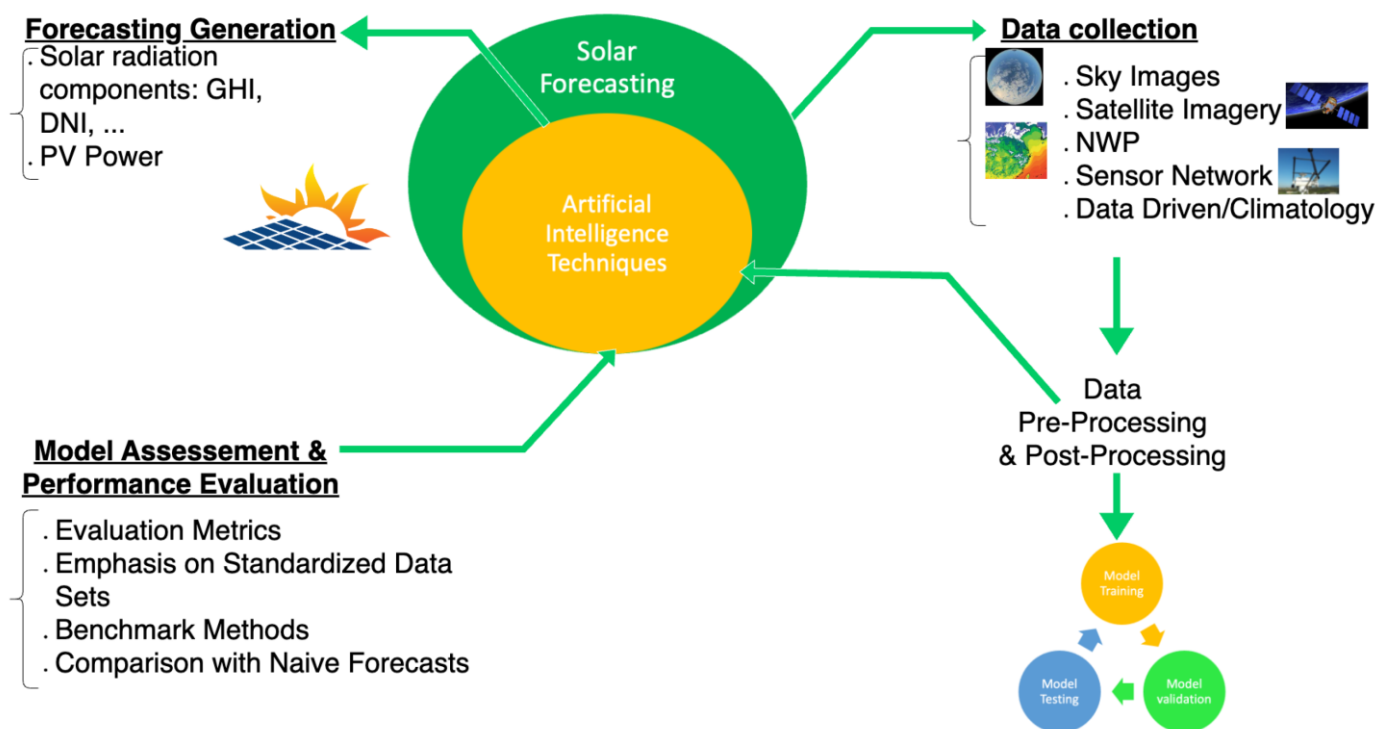 Forecasting Generation
. Solar radiation
components: GHI,
DNI, ...
. PV Power
Solar
Forecasting
Artificial
Intelligence
Techniques
Data collection
. Sky Images
. Satellite Imagery
. NWP
. Sensor Network
. Data Driven/Climatology
Data
Pre-Processing
& Post-Processing
Model Assessement &
Performance Evaluation
. Evaluation Metrics
. Emphasis on Standardized Data
Sets
. Benchmark Methods
. Comparison with Naive Forecasts
Model
Training
Model
Testing
Model
validation